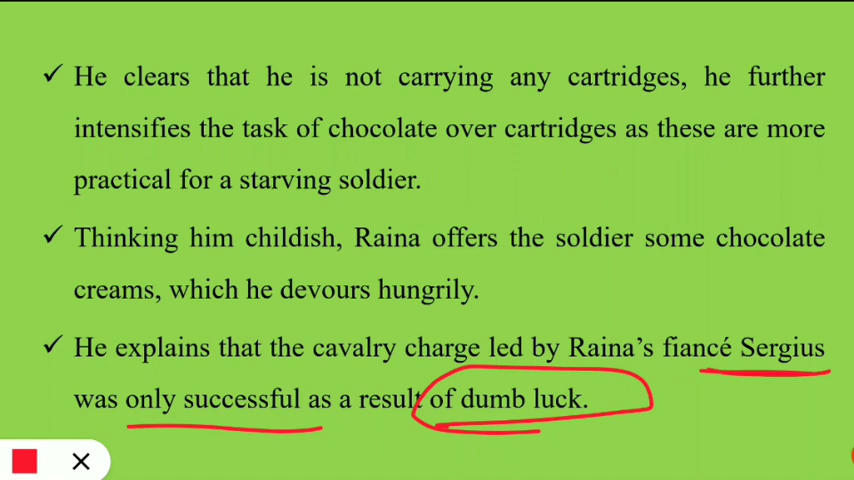 ✓ He clears that he is not carrying any cartridges, he further
intensifies the task of chocolate over cartridges as these are more
practical for a starving soldier.
✓ Thinking him childish, Raina offers the soldier some chocolate
creams, which he devours hungrily.
✓ He explains that the cavalry charge led by Raina’s fiancé Sergius
was only successful as a result of dumb luck.